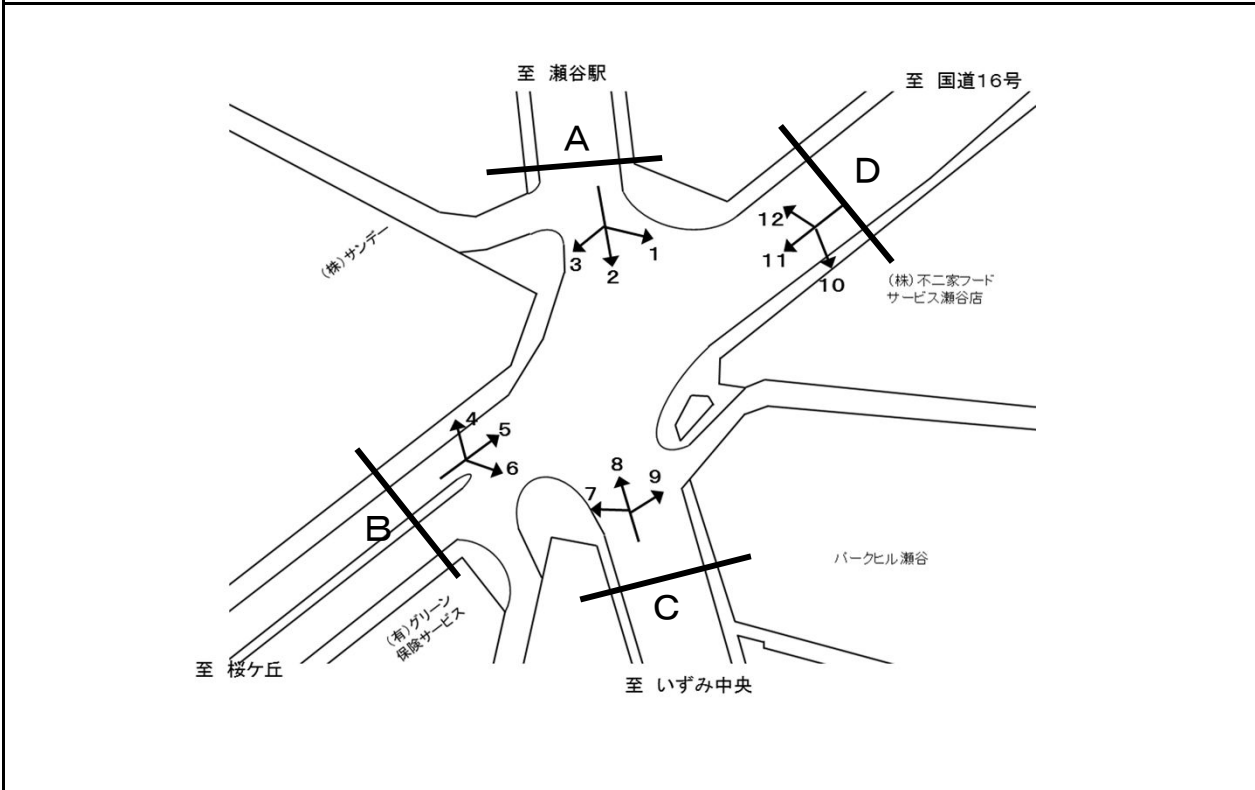 至 瀬谷駅
至 国道16号
A
D
(株)サンデー
12
1
3
2
11
10
(株)不二家フード
サービス瀬谷店
4
5
6
8
9
7
B
パークヒル瀬谷
C
(有)グリーン
保険サービス
至 桜ケ丘
至 いずみ中央